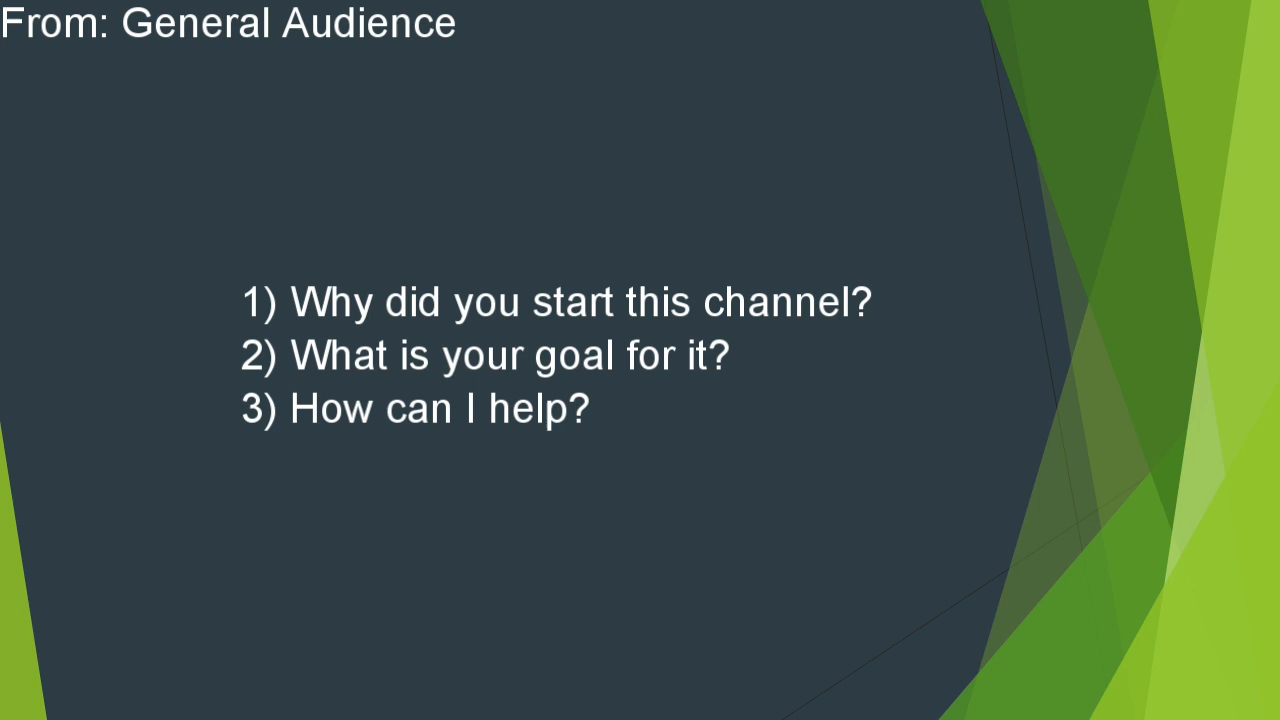 From: General Audience
1) Why did you start this channel?
2) What is your goal for it?
3) How can I help?